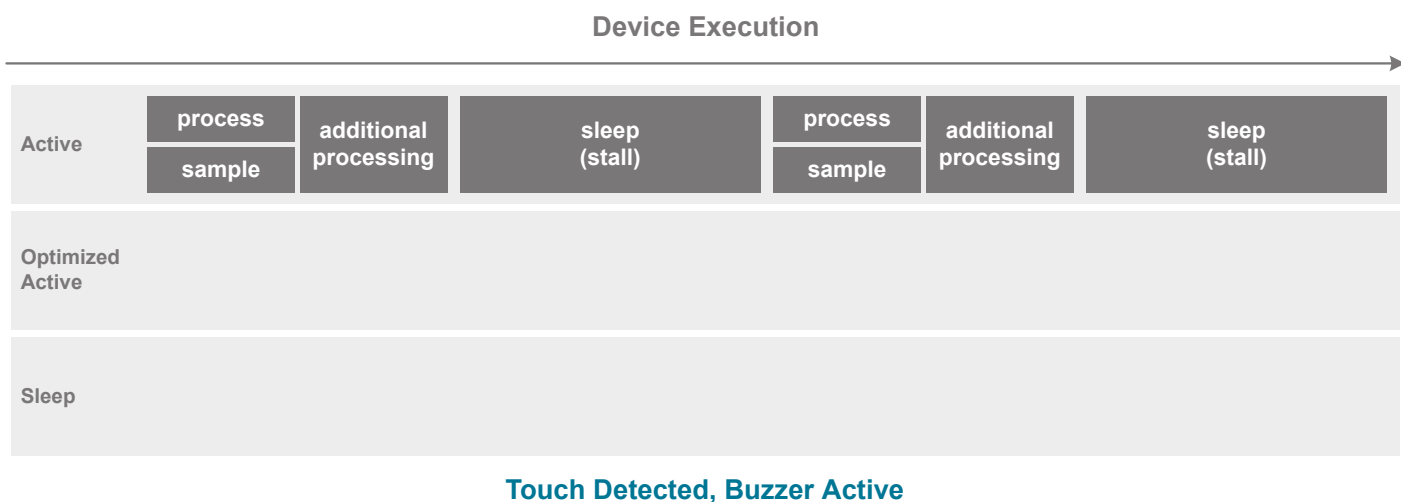 Device Execution
Active
process
sample
additional
processing
sleep
(stall)
process
sample
additional
processing
sleep
(stall)
Optimized
Active
Sleep
Touch Detected, Buzzer Active